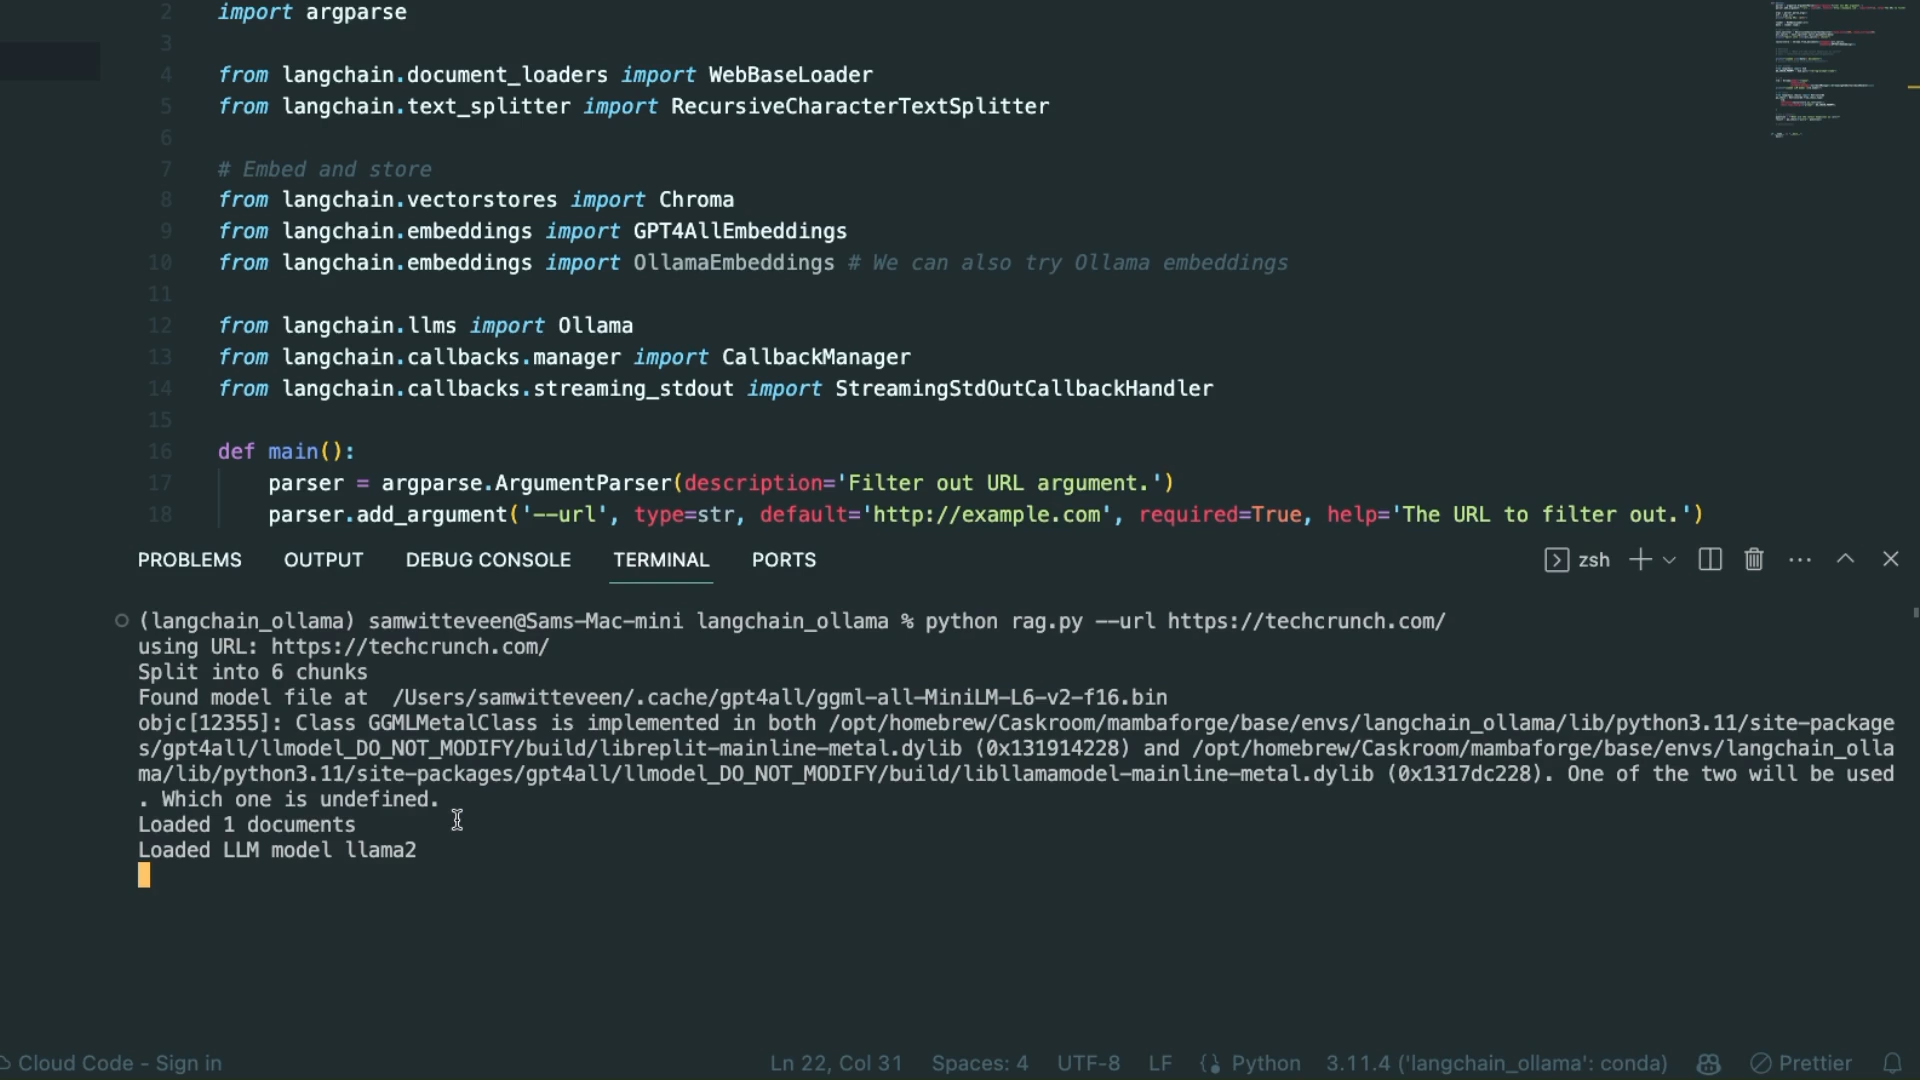 2 import argparse
3
4 from langchain.document_loaders import WebBaseLoader
5 from langchain.text_splitter import RecursiveCharacterTextSplitter
6
7 # Embed and store
8 from langchain.vectorstores import Chroma
9 from langchain.embeddings import GPT4AllEmbeddings
10 from langchain.embeddings import OllamaEmbeddings # We can also try Ollama embeddings
11
12 from langchain.llms import Ollama
13 from langchain.callbacks.manager import CallbackManager
14 from langchain.callbacks.streaming_stdout import StreamingStdOutCallbackHandler
15
16 def main():
17 parser = argparse.ArgumentParser(description='Filter out URL argument.')
18 parser.add_argument('--url', type=str, default='http://example.com', required=True, help='The URL to filter out.')
PROBLEMS OUTPUT DEBUG CONSOLE TERMINAL PORTS zsh
(langchain_ollama) samwitteveen@Sams-Mac-mini langchain_ollama % python rag.py --url https://techcrunch.com/
using URL: https://techcrunch.com/
Split into 6 chunks
Found model file at  /Users/samwitteveen/.cache/gpt4all/ggml-all-MiniLM-L6-v2-f16.bin
objc[12355]: Class GGMLMetalClass is implemented in both /opt/homebrew/Caskroom/mambaforge/base/envs/langchain_ollama/lib/python3.11/site-package
s/gpt4all/llmodel_DO_NOT_MODIFY/build/libreplit-mainline-metal.dylib (0x131914228) and /opt/homebrew/Caskroom/mambaforge/base/envs/langchain_olla
ma/lib/python3.11/site-packages/gpt4all/llmodel_DO_NOT_MODIFY/build/libllamamodel-mainline-metal.dylib (0x1317dc228). One of the two will be used
. Which one is undefined.
Loaded 1 documents
Loaded LLM model llama2
Cloud Code - Sign in Ln 22, Col 31 Spaces: 4 UTF-8 LF {} Python 3.11.4 ('langchain_ollama': conda) Prettier